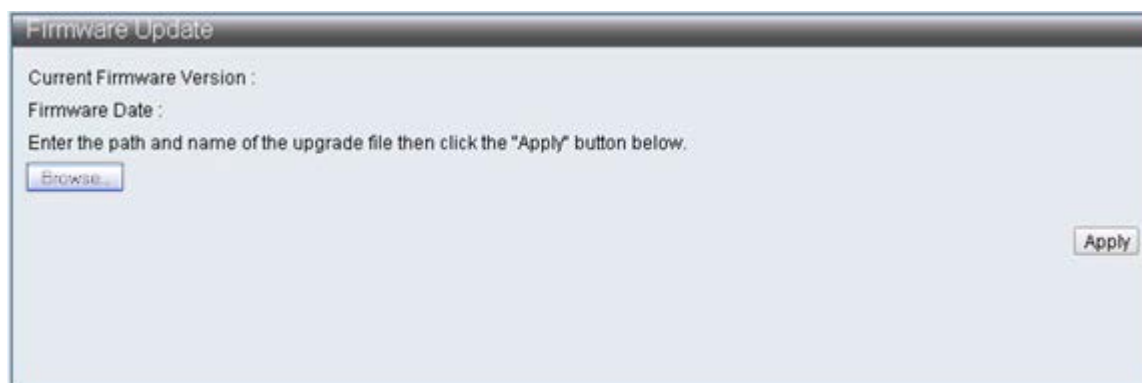 Firmware Update
Current Firmware Version :
Firmware Date :
Enter the path and name of the upgrade file then click the "Apply" button below.
Browse..
Apply